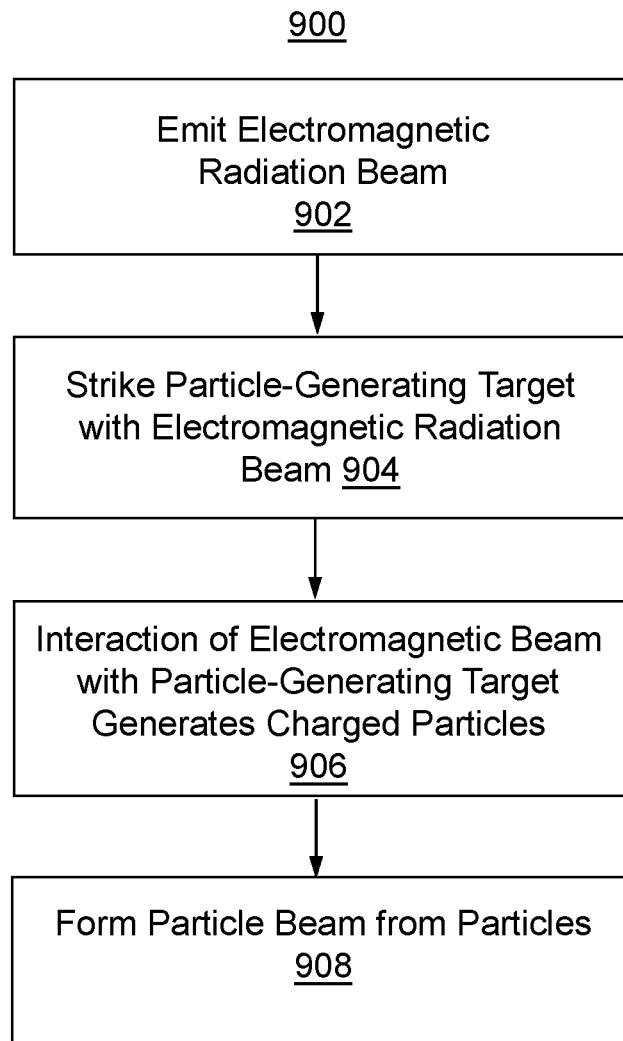 900
Emit Electromagnetic
Radiation Beam
902
Strike Particle-Generating Target
with Electromagnetic Radiation
Beam 904
Interaction of Electromagnetic Beam
with Particle-Generating Target
Generates Charged Particles
906
Form Particle Beam from Particles
908